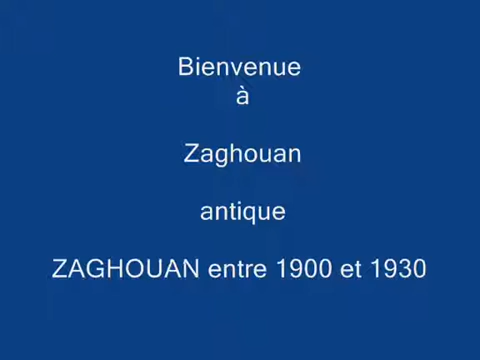 Bienvenue
à
Zaghouan
antique
ZAGHOUAN entre 1900 et 1930